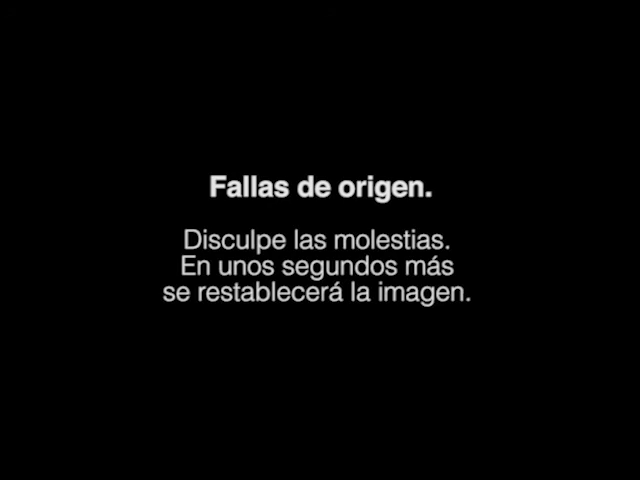 Fallas de origen.
Disculpe las molestias.
En unos segundos más
se restablecerá la imagen.